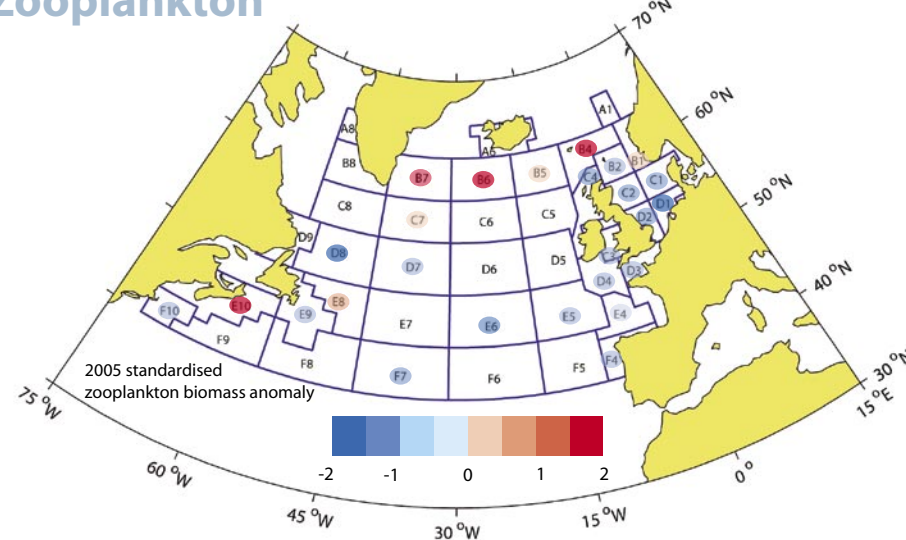 Zooplankton
70 °N
60 °N
50 °N
40 °N
30 °N
15 °E
0 °
15 °W
30 °W
45 °W
60 °W
75 °W
A1
A8
A6
B8
B7
B6
B5
B4
B2
B1
C8
C7
C6
C5
C4
C2
C1
C3
D9
D8
D7
D6
D5
D4
D3
D2
D1
F10
E10
E9
E8
E7
E6
E5
E4
F9
F8
F7
F6
F5
F4
2005 standardised
zooplankton biomass anomaly
-2 -1 0 1 2